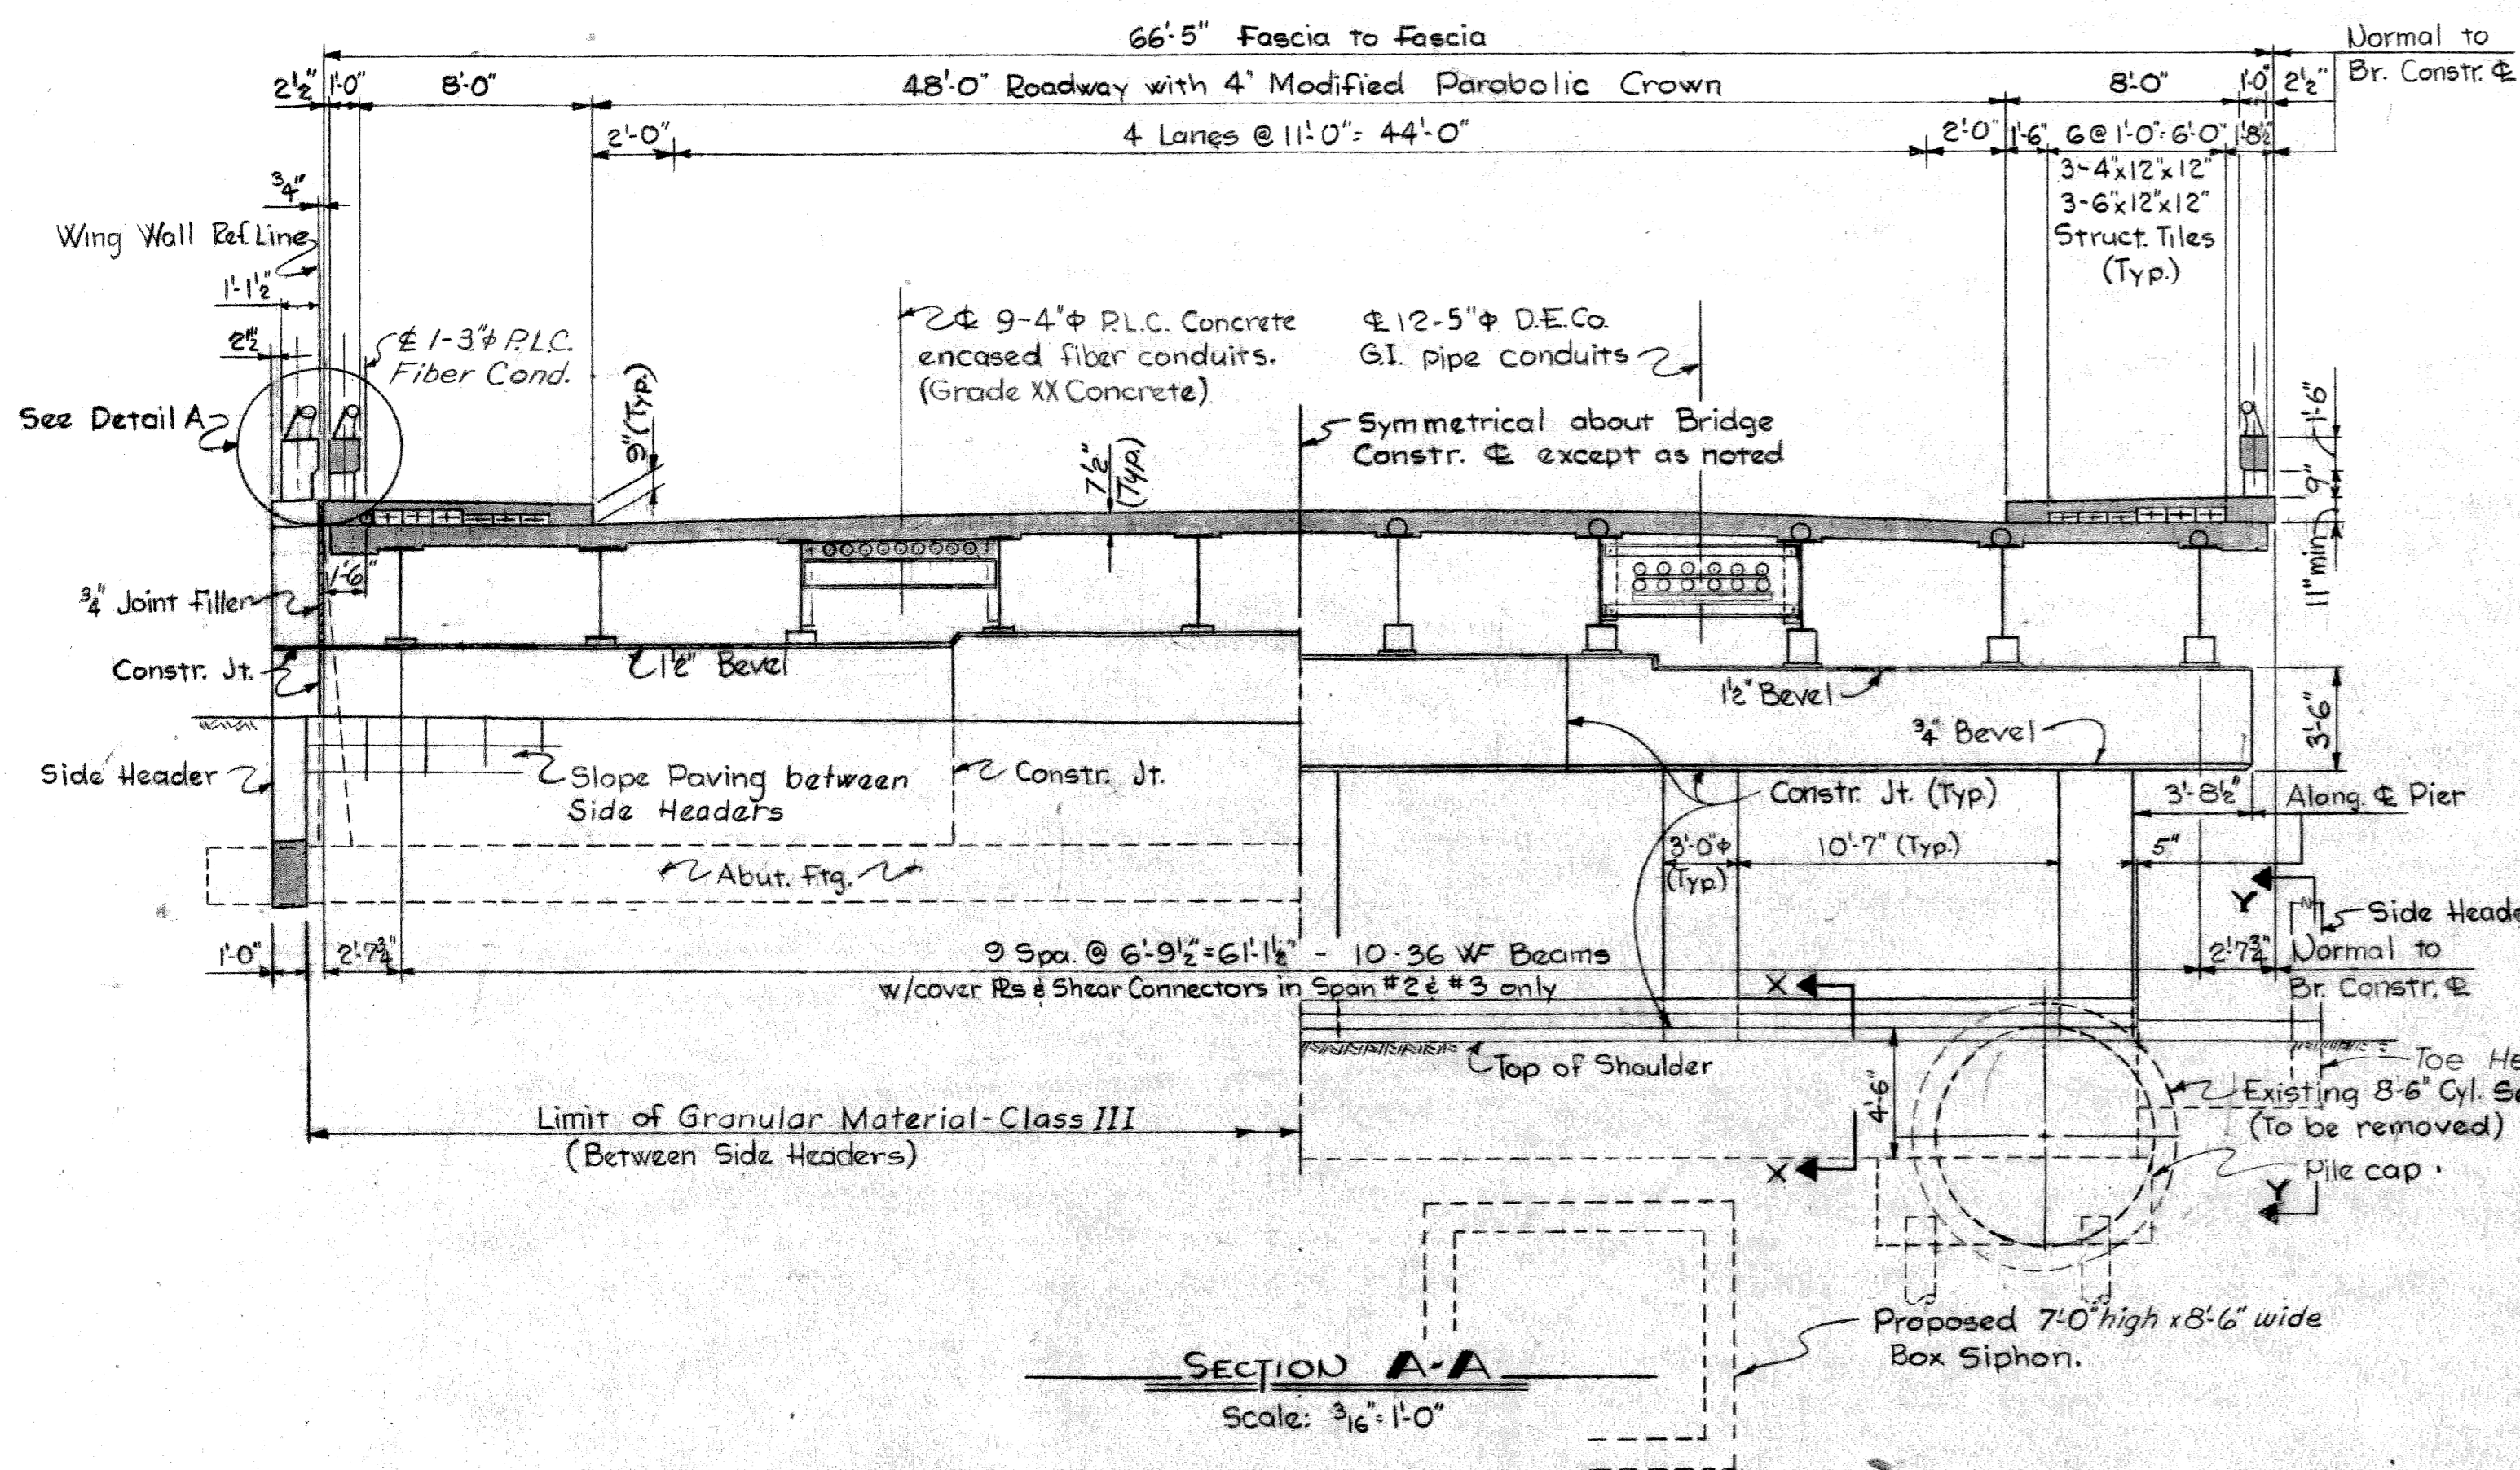 66'-5" Fascia to Fascia
Normal to
Br. Constr. ℄
2½" 1'-0" 8'-0" 48'-0" Roadway with 4" Modified Parabolic Crown 8'-0" 1'-0" 2½"
2'-0" 4 Lanes @ 11'-0" = 44'-0" 2'-0" 1'-6" 6 @ 1'-0" = 6'-0" 1'-8½"
3-4"x12"x12"
3-6"x12"x12"
Struct. Tiles
(Typ.)
¾"
Wing Wall Ref. Line
1'-1½"
2½"
℄ 1-3"ϕ P.L.C.
Fiber Cond.
See Detail A
9" (Typ.)
℄ 9-4"ϕ P.L.C. Concrete
encased fiber conduits.
(Grade XX Concrete)
℄ 12-5"ϕ D.E.Co.
G.I. pipe conduits
Symmetrical about Bridge
Constr. ℄ except as noted
7½"
(Typ.)
1'-6"
9"
11" min
1'-6"
¾" Joint Filler
Constr. Jt.
1½" Bevel
1½" Bevel
¾" Bevel
3'-6"
Side Header
Slope Paving between
Side Headers
Constr. Jt.
Constr. Jt. (Typ.)
3'-8½" Along ℄ Pier
3'-0"ϕ
(Typ.)
10'-7" (Typ.)
5"
Abut. Ftg.
Y
Side Heade
1'-0" 2'-7¾" 9 Spa. @ 6'-9½" = 61'-1½" - 10-36 WF Beams
w/cover PLs & Shear Connectors in Span #2 & #3 only
2'-7¾" Normal to
Br. Constr. ℄
X
Top of Shoulder
4'-6"
Toe He
Existing 8'-6" Cyl. Se
(To be removed)
Limit of Granular Material - Class III
(Between Side Headers)
X
Pile cap
Y
Proposed 7'-0" high x 8'-6" wide
Box Siphon.
SECTION A-A
Scale: 3/16" = 1'-0"